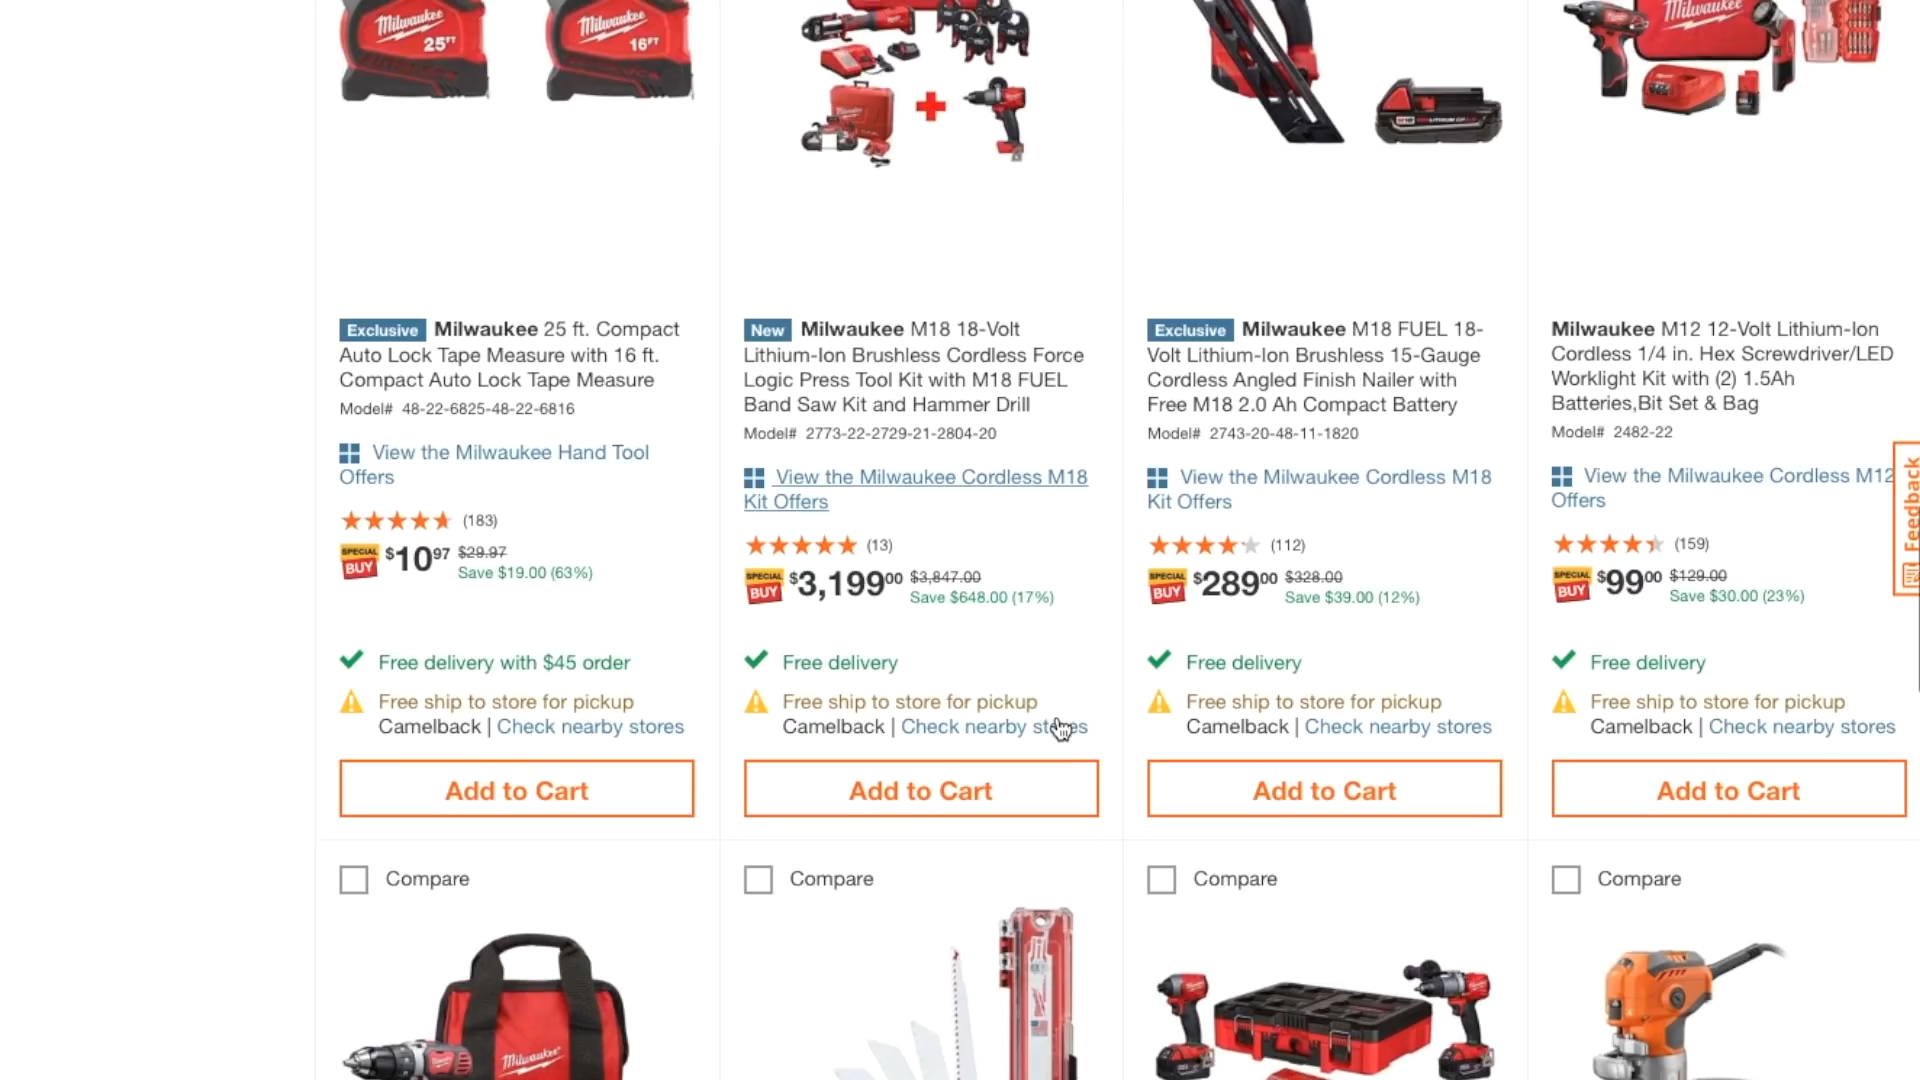 Milwaukee
25FT
Milwaukee
16FT
Milwaukee
Exclusive Milwaukee 25 ft. Compact
Auto Lock Tape Measure with 16 ft.
Compact Auto Lock Tape Measure
Model# 48-22-6825-48-22-6816
View the Milwaukee Hand Tool
Offers
(183)
SPECIAL BUY $10 97 $29.97
Save $19.00 (63%)
Free delivery with $45 order
Free ship to store for pickup
Camelback | Check nearby stores
Add to Cart
New Milwaukee M18 18-Volt
Lithium-Ion Brushless Cordless Force
Logic Press Tool Kit with M18 FUEL
Band Saw Kit and Hammer Drill
Model# 2773-22-2729-21-2804-20
View the Milwaukee Cordless M18
Kit Offers
(13)
SPECIAL BUY $3,199 00 $3,847.00
Save $648.00 (17%)
Free delivery
Free ship to store for pickup
Camelback | Check nearby stores
Add to Cart
Exclusive Milwaukee M18 FUEL 18-
Volt Lithium-Ion Brushless 15-Gauge
Cordless Angled Finish Nailer with
Free M18 2.0 Ah Compact Battery
Model# 2743-20-48-11-1820
View the Milwaukee Cordless M18
Kit Offers
(112)
SPECIAL BUY $289 00 $328.00
Save $39.00 (12%)
Free delivery
Free ship to store for pickup
Camelback | Check nearby stores
Add to Cart
Milwaukee M12 12-Volt Lithium-Ion
Cordless 1/4 in. Hex Screwdriver/LED
Worklight Kit with (2) 1.5Ah
Batteries,Bit Set & Bag
Model# 2482-22
View the Milwaukee Cordless M12
Offers
(159)
SPECIAL BUY $99 00 $129.00
Save $30.00 (23%)
Free delivery
Free ship to store for pickup
Camelback | Check nearby stores
Add to Cart
Feedback
Compare
Compare
Compare
Compare
Milwaukee